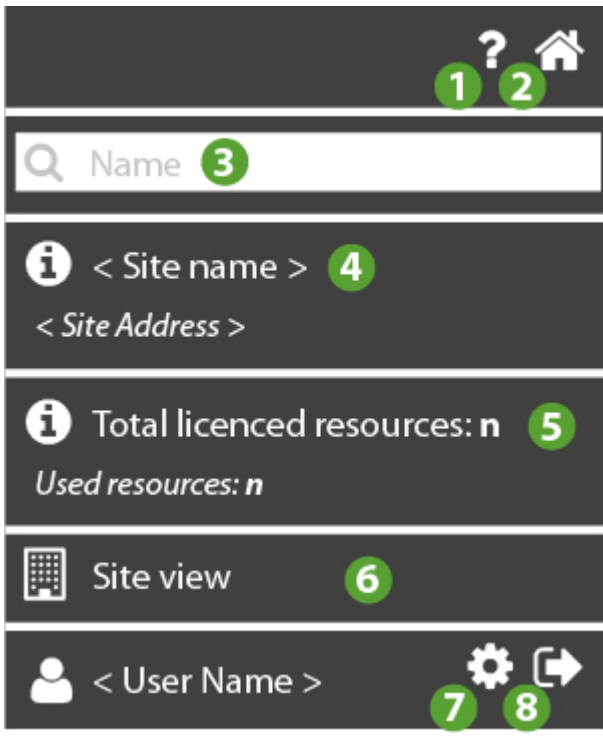 ?
1 2
Name 3
< Site name > 4
< Site Address >
Total licenced resources: n 5
Used resources: n
Site view 6
< User Name >
7 8